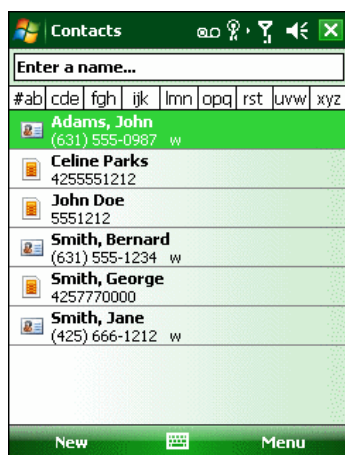 Contacts
Enter a name...
#ab cde fgh ijk lmn opq rst uvw xyz
Adams, John
(631) 555-0987 w
Celine Parks
4255551212
John Doe
5551212
Smith, Bernard
(631) 555-1234 w
Smith, George
4257770000
Smith, Jane
(425) 666-1212 w
New Menu